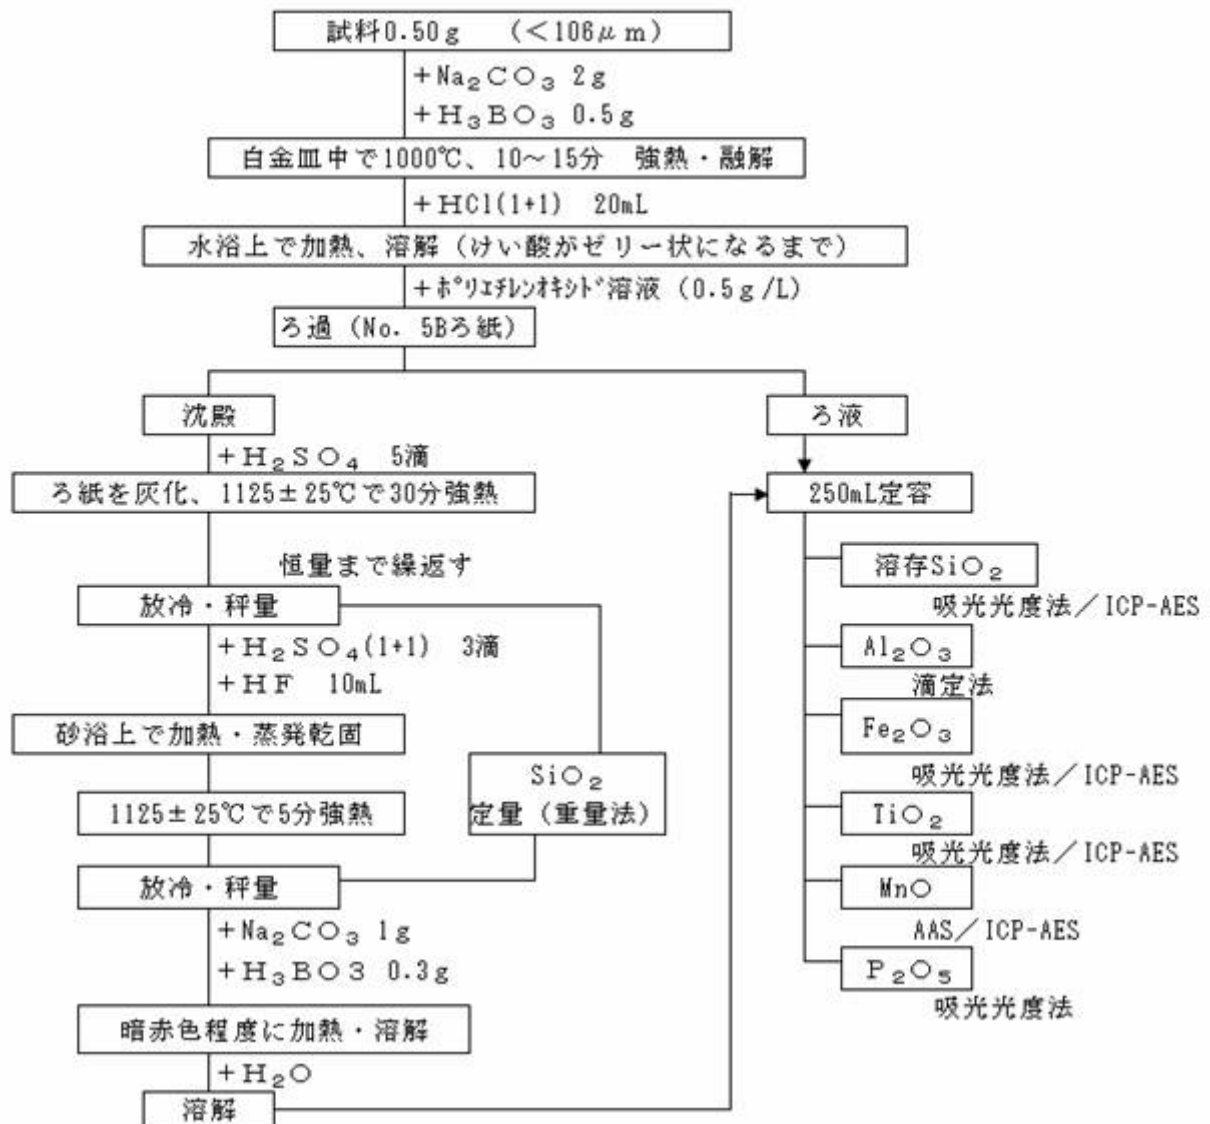 試料0.50g （＜106μm）
＋Na₂CO₃ 2g
＋H₃BO₃ 0.5g
白金皿中で1000℃、10～15分 強熱・融解
＋HCl(1+1) 20mL
水浴上で加熱、溶解（けい酸がゼリー状になるまで）
＋ﾎﾟﾘｴﾁﾚﾝｵｷｼﾄﾞ溶液（0.5g/L）
ろ過（No. 5Bろ紙）
沈殿
＋H₂SO₄ 5滴
ろ紙を灰化、1125±25℃で30分強熱
恒量まで繰返す
放冷・秤量
＋H₂SO₄(1+1) 3滴
＋HF 10mL
砂浴上で加熱・蒸発乾固
1125±25℃で5分強熱
放冷・秤量
SiO₂
定量（重量法）
＋Na₂CO₃ 1g
＋H₃BO3 0.3g
暗赤色程度に加熱・溶解
＋H₂O
溶解
ろ液
250mL定容
溶存SiO₂
吸光光度法／ICP-AES
Al₂O₃
滴定法
Fe₂O₃
吸光光度法／ICP-AES
TiO₂
吸光光度法／ICP-AES
MnO
AAS／ICP-AES
P₂O₅
吸光光度法